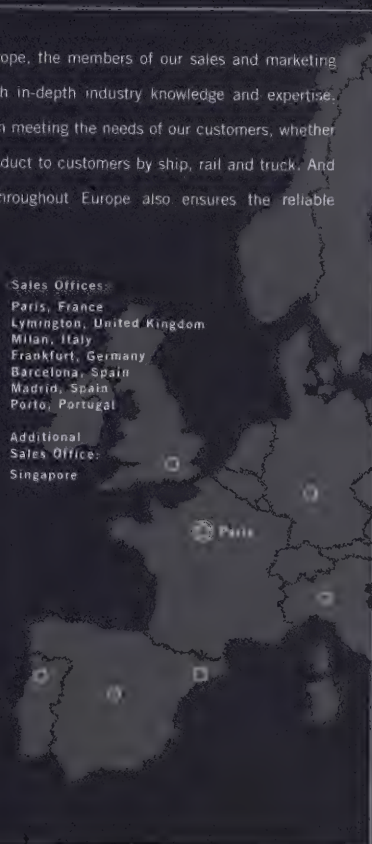 ope, the members of our sales and marketing
h in-depth industry knowledge and expertise.
n meeting the needs of our customers, whether
duct to customers by ship, rail and truck. And
hroughout Europe also ensures the reliable
Sales Offices:
Paris, France
Lymington, United Kingdom
Milan, Italy
Frankfurt, Germany
Barcelona, Spain
Madrid, Spain
Porto, Portugal
Additional
Sales Office:
Singapore
Paris